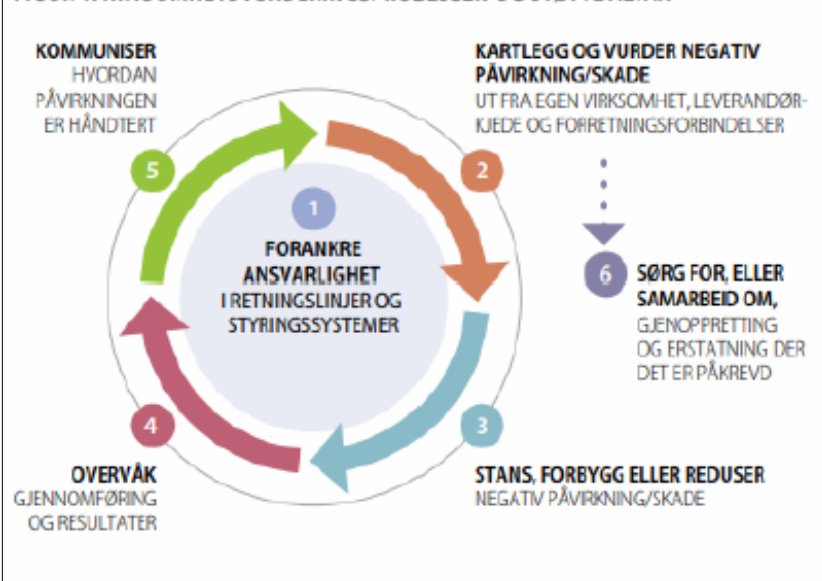 KOMMUNISER
HVORDAN
PÅVIRKNINGEN
ER HÅNDTERT
5
KARTLEGG OG VURDER NEGATIV
PÅVIRKNING/SKADE
UT FRA EGEN VIRKSOMHET, LEVERANDØR-
KJEDE OG FORRETNINGSFORBINDELSER
2
1
FORANKRE
ANSVARLIGHET
I RETNINGSLINJER OG
STYRINGSSYSTEMER
6
SØRG FOR, ELLER
SAMARBEID OM,
GJENOPPRETTING
OG ERSTATNING DER
DET ER PÅKREVD
4
OVERVÅK
GJENNOMFØRING
OG RESULTATER
3
STANS, FORBYGG ELLER REDUSER
NEGATIV PÅVIRKNING/SKADE